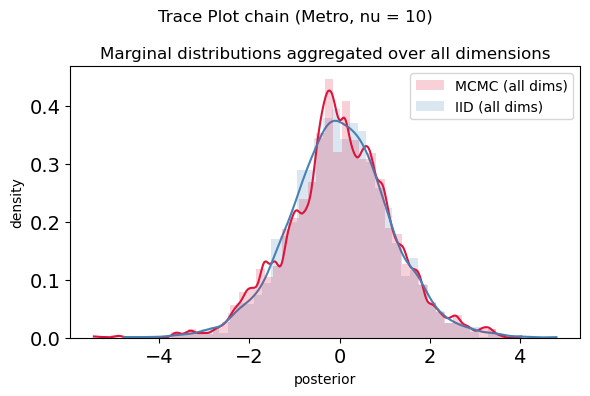 Trace Plot chain (Metro, nu = 10)
Marginal distributions aggregated over all dimensions
MCMC (all dims)
IID (all dims)
density
0.4
0.3
0.2
0.1
0.0
−4 −2 0 2 4
posterior